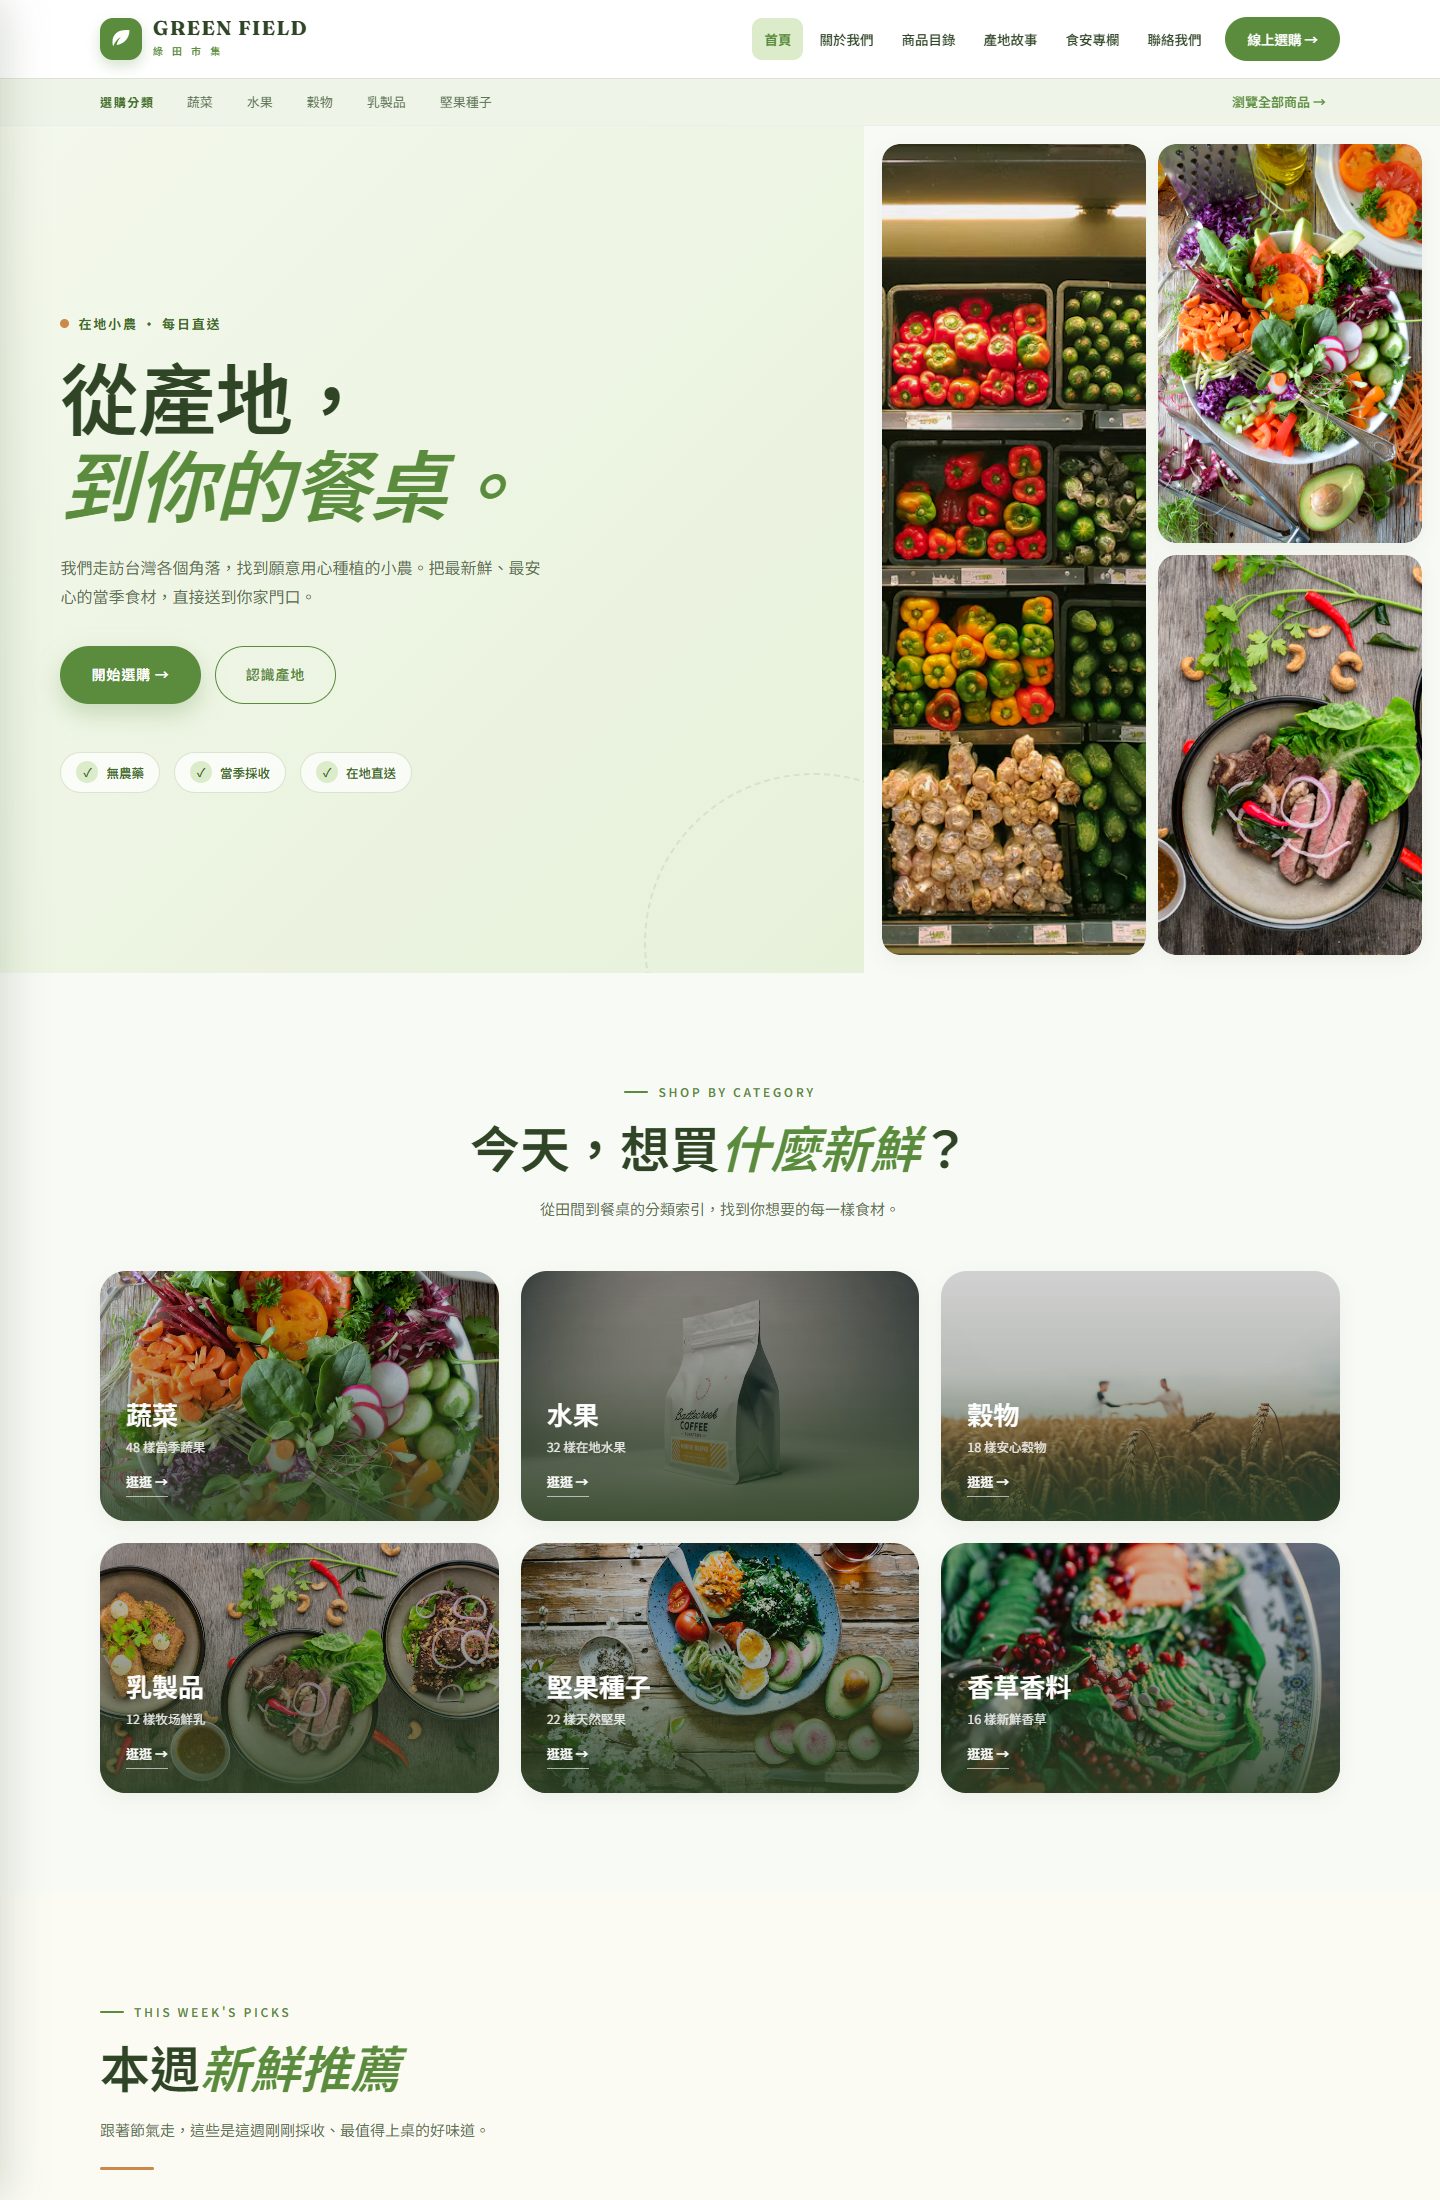 GREEN FIELD
綠田市集
首頁
關於我們
商品目錄
產地故事
食安專欄
聯絡我們
線上選購 →
選購分類
蔬菜
水果
穀物
乳製品
堅果種子
瀏覽全部商品 →
在地小農 · 每日直送
從產地，
到你的餐桌。
我們走訪台灣各個角落，找到願意用心種植的小農。把最新鮮、最安
心的當季食材，直接送到你家門口。
開始選購 →
認識產地
✓ 無農藥
✓ 當季採收
✓ 在地直送
SHOP BY CATEGORY
今天，想買什麼新鮮？
從田間到餐桌的分類索引，找到你想要的每一樣食材。
蔬菜
48 樣當季蔬果
逛逛 →
水果
32 樣在地水果
逛逛 →
COFFEE
穀物
18 樣安心穀物
逛逛 →
乳製品
12 樣牧场鮮乳
逛逛 →
堅果種子
22 樣天然堅果
逛逛 →
香草香料
16 樣新鮮香草
逛逛 →
THIS WEEK'S PICKS
本週新鮮推薦
跟著節氣走，這些是這週剛剛採收、最值得上桌的好味道。